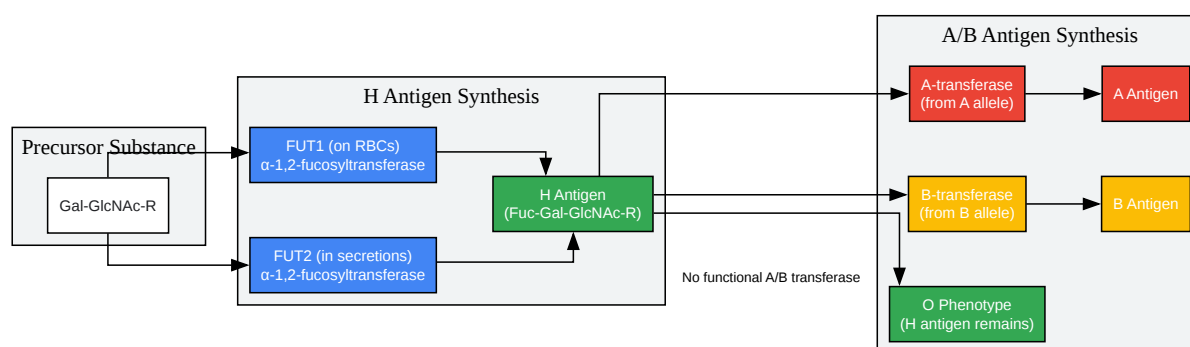 Precursor Substance
Gal-GlcNAc-R
H Antigen Synthesis
FUT1 (on RBCs)
α-1,2-fucosyltransferase
FUT2 (in secretions)
α-1,2-fucosyltransferase
H Antigen
(Fuc-Gal-GlcNAc-R)
No functional A/B transferase
A/B Antigen Synthesis
A-transferase
(from A allele)
A Antigen
B-transferase
(from B allele)
B Antigen
O Phenotype
(H antigen remains)